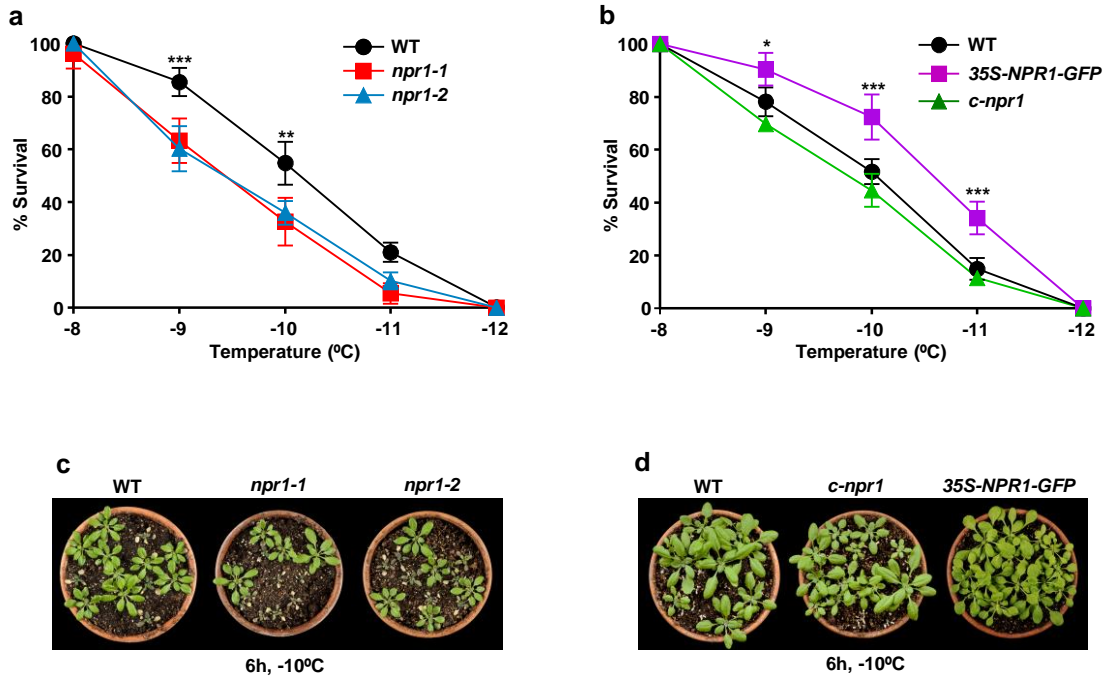 a
100
80
60
40
20
0
% Survival
-8
-9
-10
-11
-12
Temperature (ºC)
***
**
WT
npr1-1
npr1-2
b
100
80
60
40
20
0
% Survival
-8
-9
-10
-11
-12
Temperature (ºC)
*
***
***
WT
35S-NPR1-GFP
c-npr1
c
WT npr1-1 npr1-2
6h, -10ºC
d
WT c-npr1 35S-NPR1-GFP
6h, -10ºC